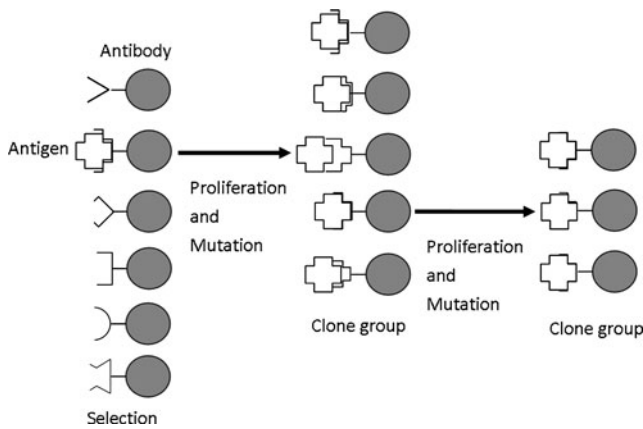 Antibody
Antigen
Proliferation
and
Mutation
Selection
Clone group
Proliferation
and
Mutation
Clone group